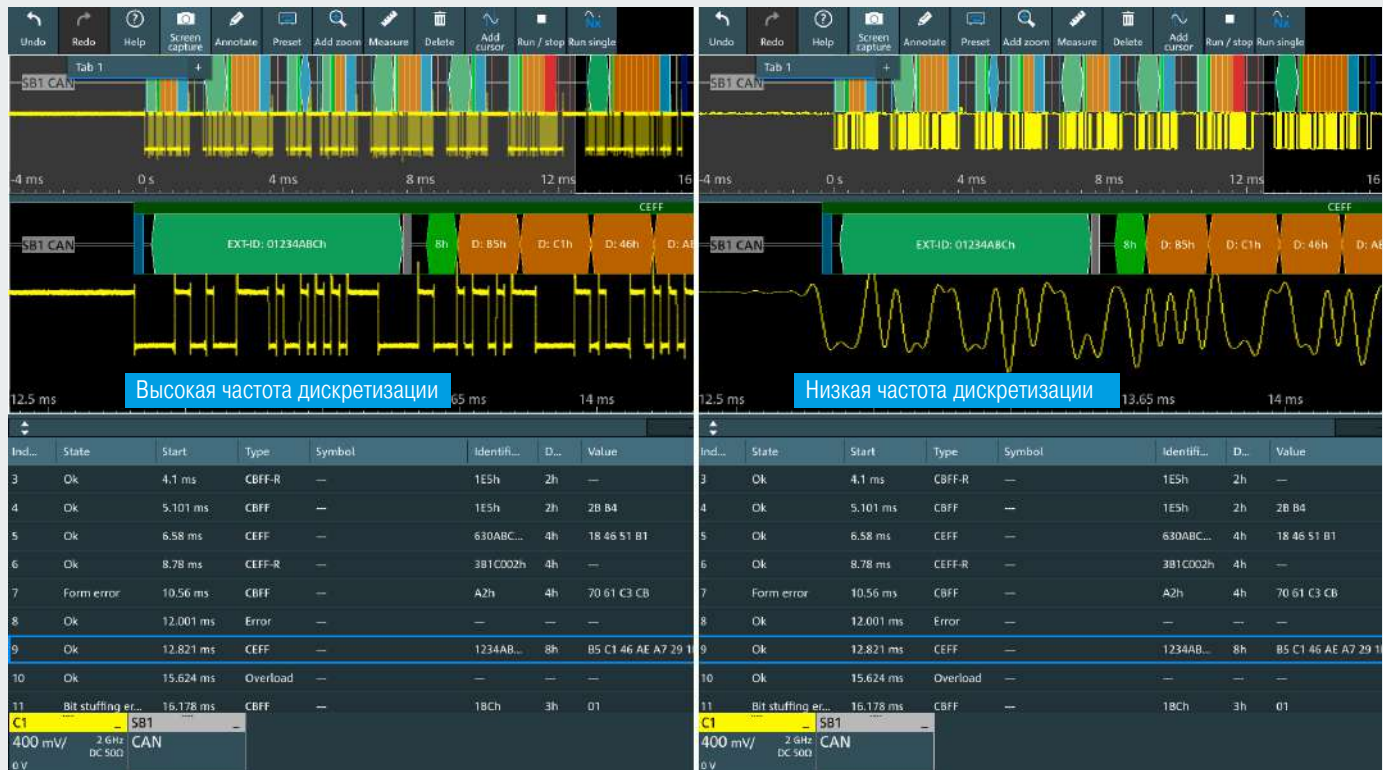 Undo Redo Help Screen capture Annotate Preset Add zoom Measure Delete Add cursor Run / stop Run single
Tab 1 +
SB1 CAN
-4 ms 0 s 4 ms 8 ms 12 ms 16
CEFF
SB1 CAN EXT-ID: 01234ABCh 8h D: B5h D: C1h D: 46h D: AE
Высокая частота дискретизации
12.5 ms 65 ms 14 ms
Ind... State Start Type Symbol Identifi... D... Value
3 Ok 4.1 ms CBFF-R — 1E5h 2h —
4 Ok 5.101 ms CBFF — 1E5h 2h 2B B4
5 Ok 6.58 ms CEFF — 630ABC... 4h 18 46 51 B1
6 Ok 8.78 ms CEFF-R — 3B1C002h 4h —
7 Form error 10.56 ms CBFF — A2h 4h 70 61 C3 CB
8 Ok 12.001 ms Error — — — —
9 Ok 12.821 ms CEFF — 1234AB... 8h B5 C1 46 AE A7 29 1
10 Ok 15.624 ms Overload — — — —
11 Bit stuffing er... 16.178 ms CBFF — 1BCh 3h 01
C1 SB1
400 mV/ 2 GHz CAN
DC 50Ω
0 V
Undo Redo Help Screen capture Annotate Preset Add zoom Measure Delete Add cursor Run / stop Run single
Tab 1 +
SB1 CAN
-4 ms 0 s 4 ms 8 ms 12 ms 16
CEFF
SB1 CAN EXT-ID: 01234ABCh 8h D: B5h D: C1h D: 46h D: AE
Низкая частота дискретизации
12.5 ms 13.65 ms 14 ms
Ind... State Start Type Symbol Identifi... D... Value
3 Ok 4.1 ms CBFF-R — 1E5h 2h —
4 Ok 5.101 ms CBFF — 1E5h 2h 2B B4
5 Ok 6.58 ms CEFF — 630ABC... 4h 18 46 51 B1
6 Ok 8.78 ms CEFF-R — 3B1C002h 4h —
7 Form error 10.56 ms CBFF — A2h 4h 70 61 C3 CB
8 Ok 12.001 ms Error — — — —
9 Ok 12.821 ms CEFF — 1234AB... 8h B5 C1 46 AE A7 29 1
10 Ok 15.624 ms Overload — — — —
11 Bit stuffing er... 16.178 ms CBFF — 1BCh 3h 01
C1 SB1
400 mV/ 2 GHz CAN
DC 50Ω
0 V